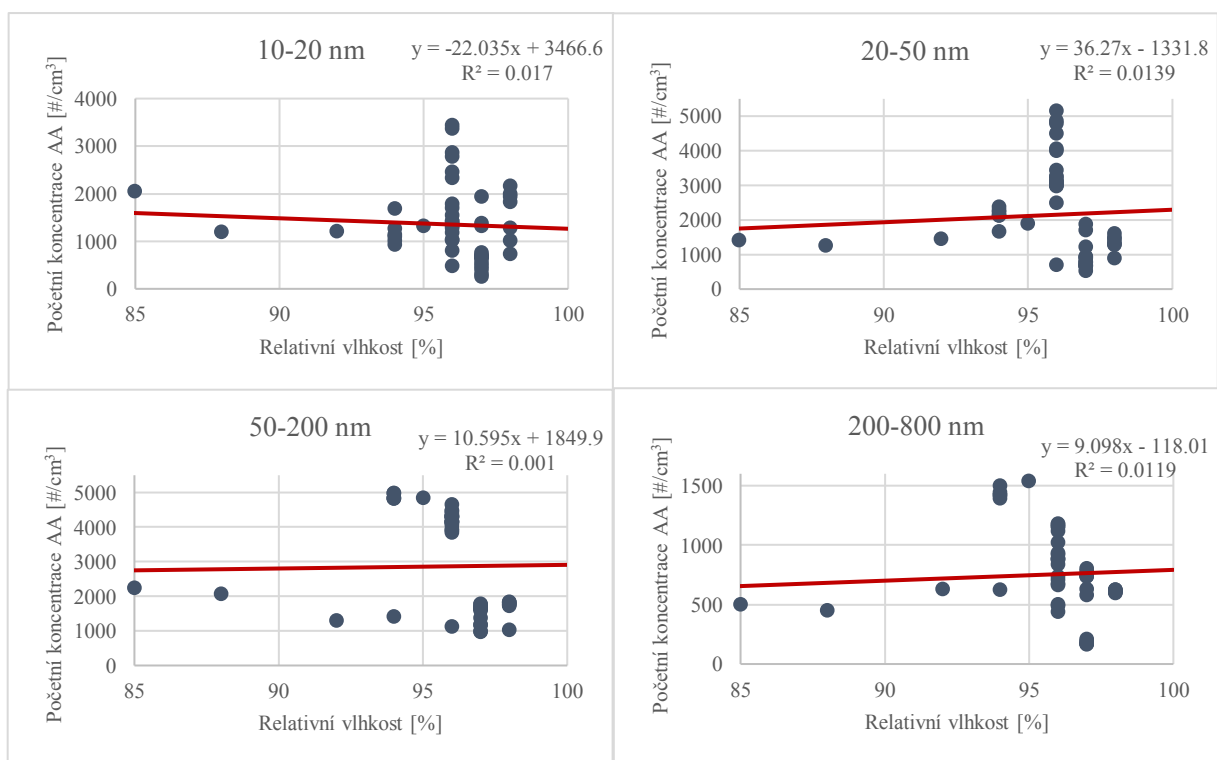 10-20 nm
y = -22.035x + 3466.6
R² = 0.017
Početní koncentrace AA [#/cm³]
4000
3000
2000
1000
0
85 90 95 100
Relativní vlhkost [%]
20-50 nm
y = 36.27x - 1331.8
R² = 0.0139
Početní koncentrace AA [#/cm³]
5000
4000
3000
2000
1000
0
85 90 95 100
Relativní vlhkost [%]
50-200 nm
y = 10.595x + 1849.9
R² = 0.001
Početní koncentrace AA [#/cm³]
5000
4000
3000
2000
1000
0
85 90 95 100
Relativní vlhkost [%]
200-800 nm
y = 9.098x - 118.01
R² = 0.0119
Početní koncentrace AA [#/cm³]
1500
1000
500
0
85 90 95 100
Relativní vlhkost [%]